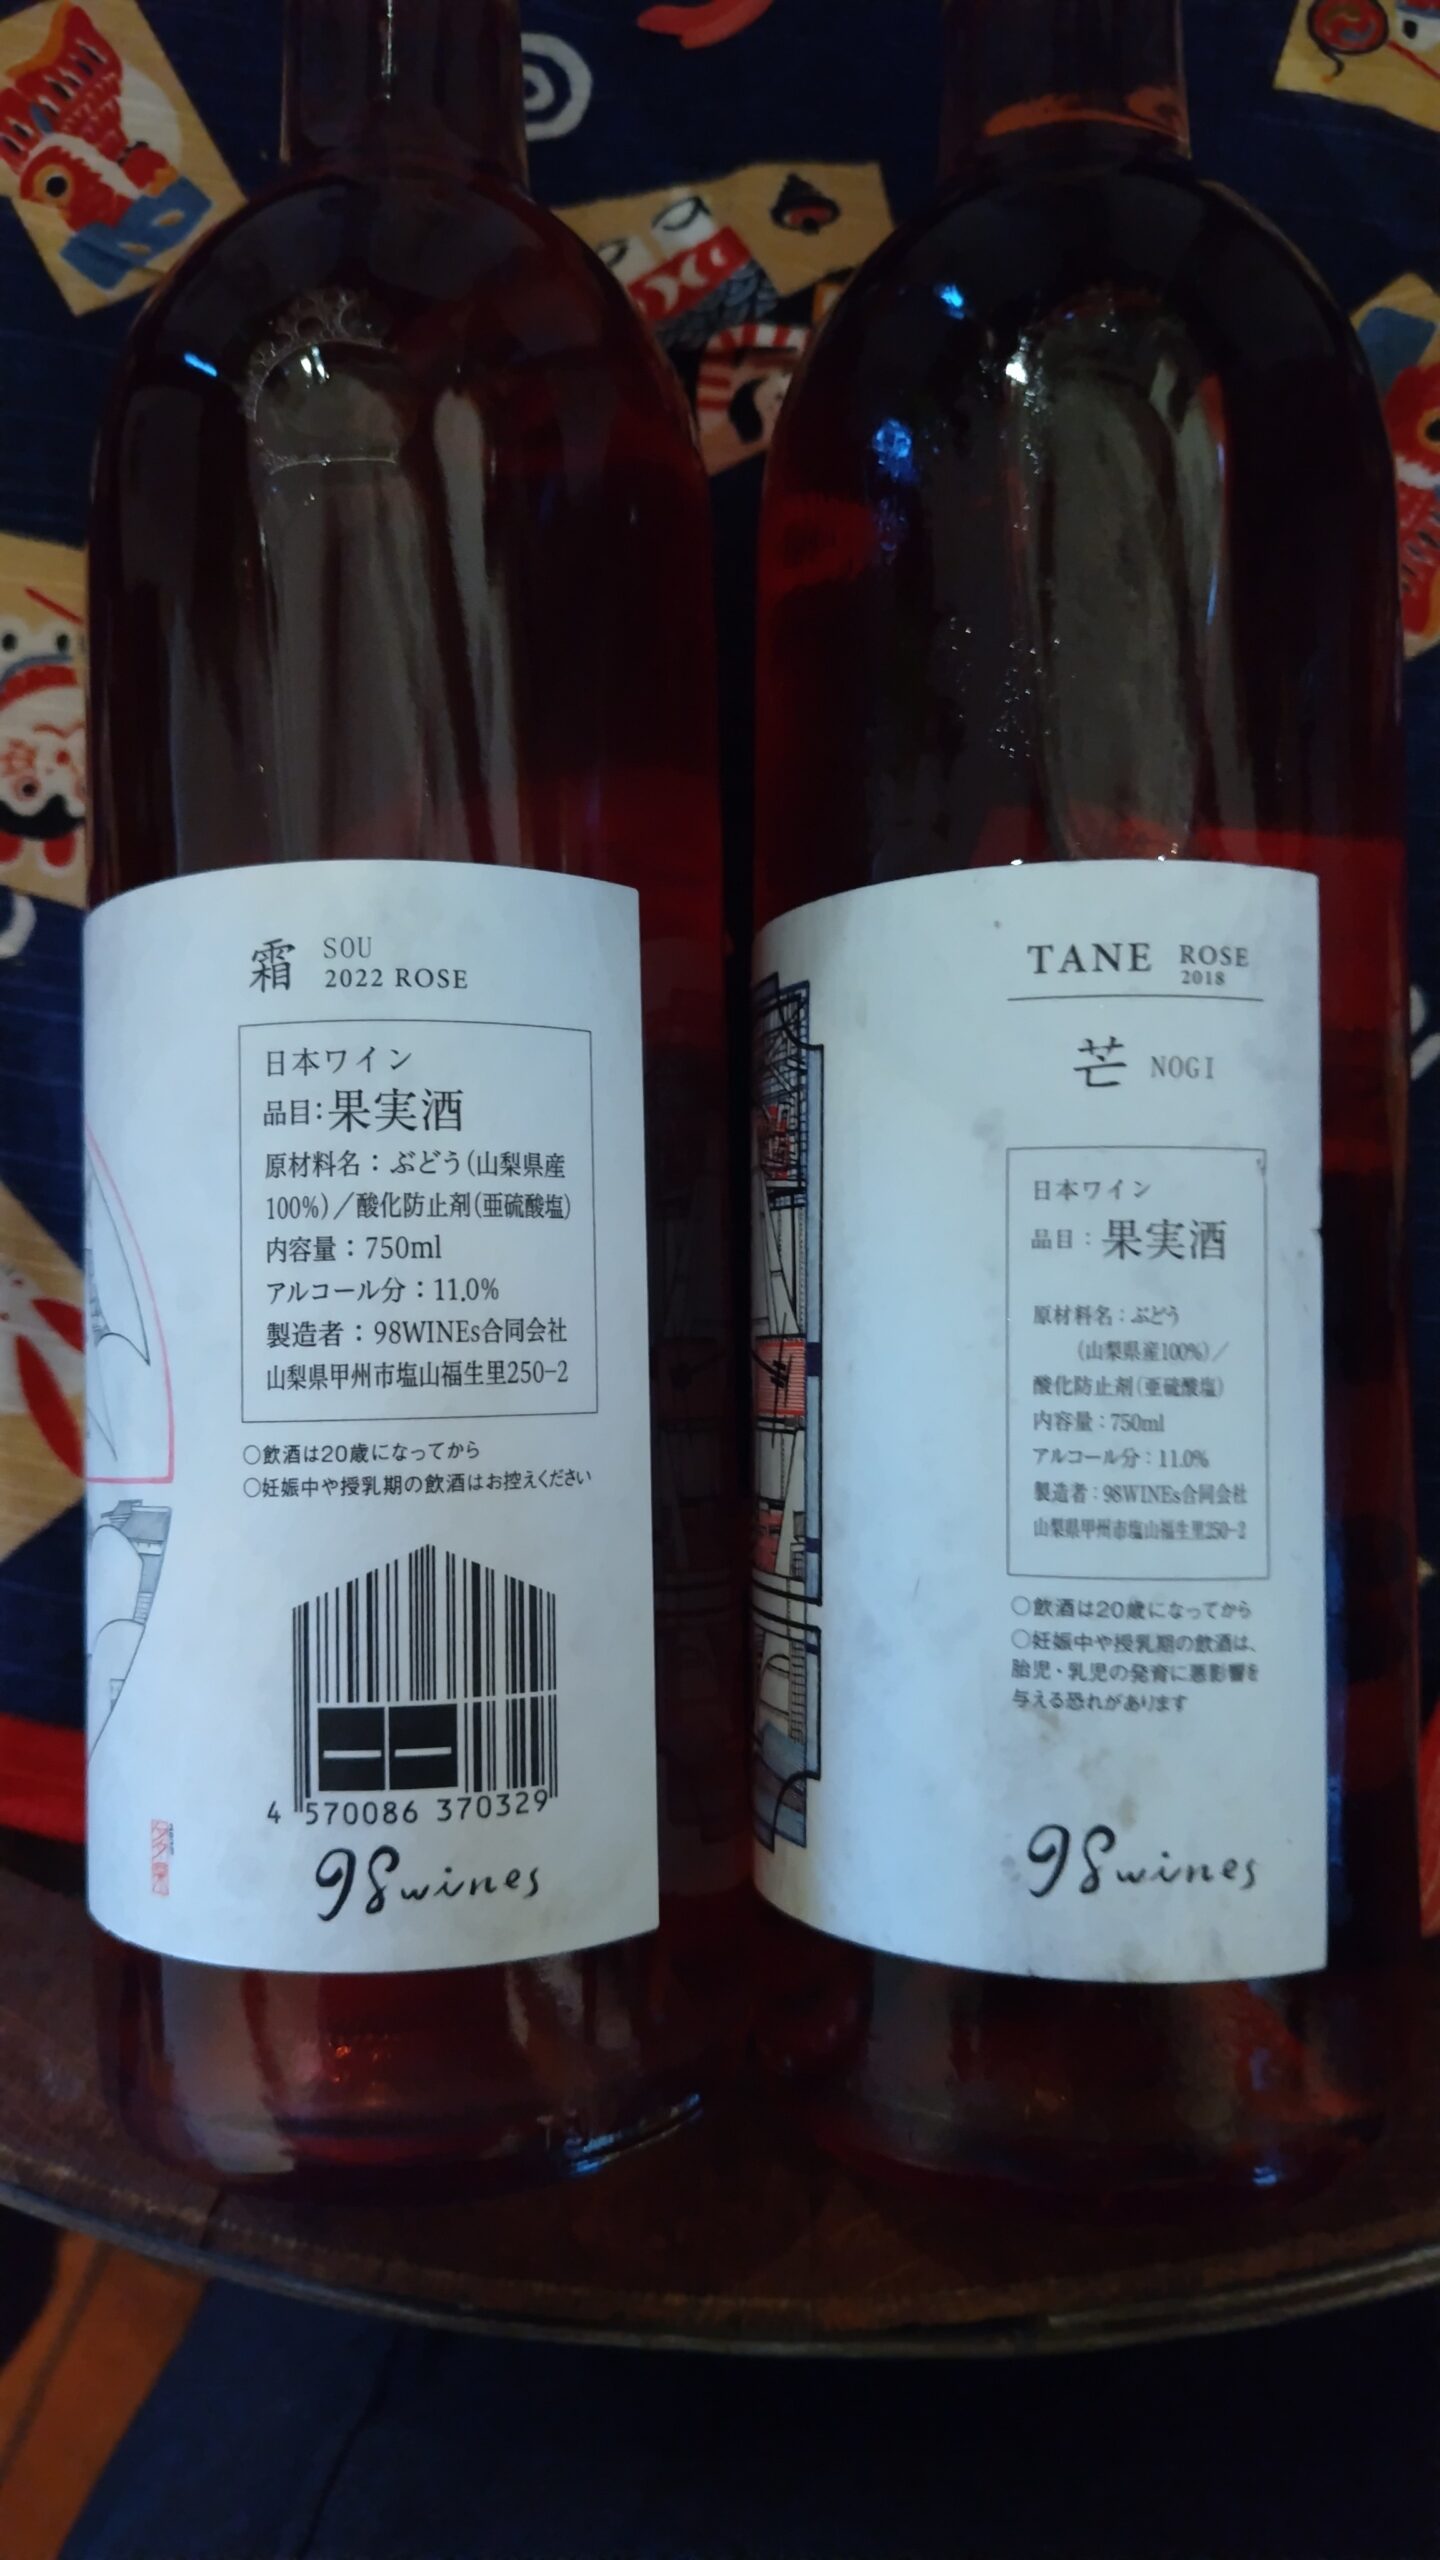 霜 SOU
2022 ROSE
日本ワイン
品目：果実酒
原材料名：ぶどう（山梨県産
100%）／酸化防止剤（亜硫酸塩）
内容量：750ml
アルコール分：11.0%
製造者：98WINEs合同会社
山梨県甲州市塩山福生里250-2
○飲酒は20歳になってから
○妊娠中や授乳期の飲酒はお控えください
4 570086 370329
98wines
TANE ROSE
2018
芒 NOGI
日本ワイン
品目：果実酒
原材料名：ぶどう
（山梨県産100%）／
酸化防止剤（亜硫酸塩）
内容量：750ml
アルコール分：11.0%
製造者：98WINEs合同会社
山梨県甲州市塩山福生里250-2
○飲酒は20歳になってから
○妊娠中や授乳期の飲酒は、
胎児・乳児の発育に悪影響を
与える恐れがあります
98wines